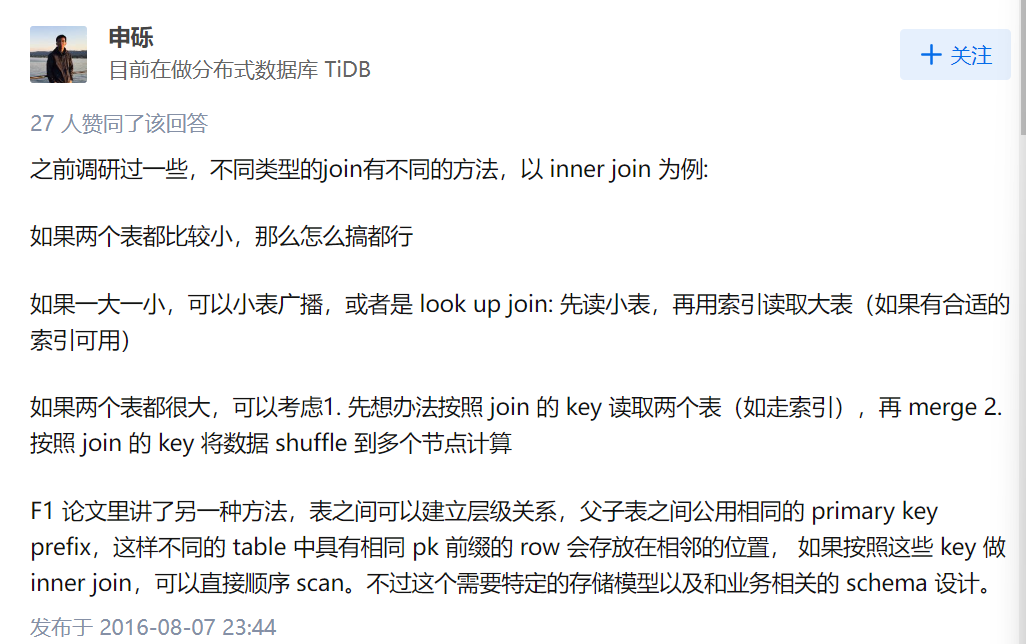 申砾
目前在做分布式数据库 TiDB
+ 关注
27 人赞同了该回答
之前调研过一些，不同类型的join有不同的方法，以 inner join 为例:
如果两个表都比较小，那么怎么搞都行
如果一大一小，可以小表广播，或者是 look up join: 先读小表，再用索引读取大表（如果有合适的
索引可用）
如果两个表都很大，可以考虑1. 先想办法按照 join 的 key 读取两个表（如走索引），再 merge 2.
按照 join 的 key 将数据 shuffle 到多个节点计算
F1 论文里讲了另一种方法，表之间可以建立层级关系，父子表之间公用相同的 primary key
prefix，这样不同的 table 中具有相同 pk 前缀的 row 会存放在相邻的位置， 如果按照这些 key 做
inner join，可以直接顺序 scan。不过这个需要特定的存储模型以及和业务相关的 schema 设计。
发布于 2016-08-07 23:44